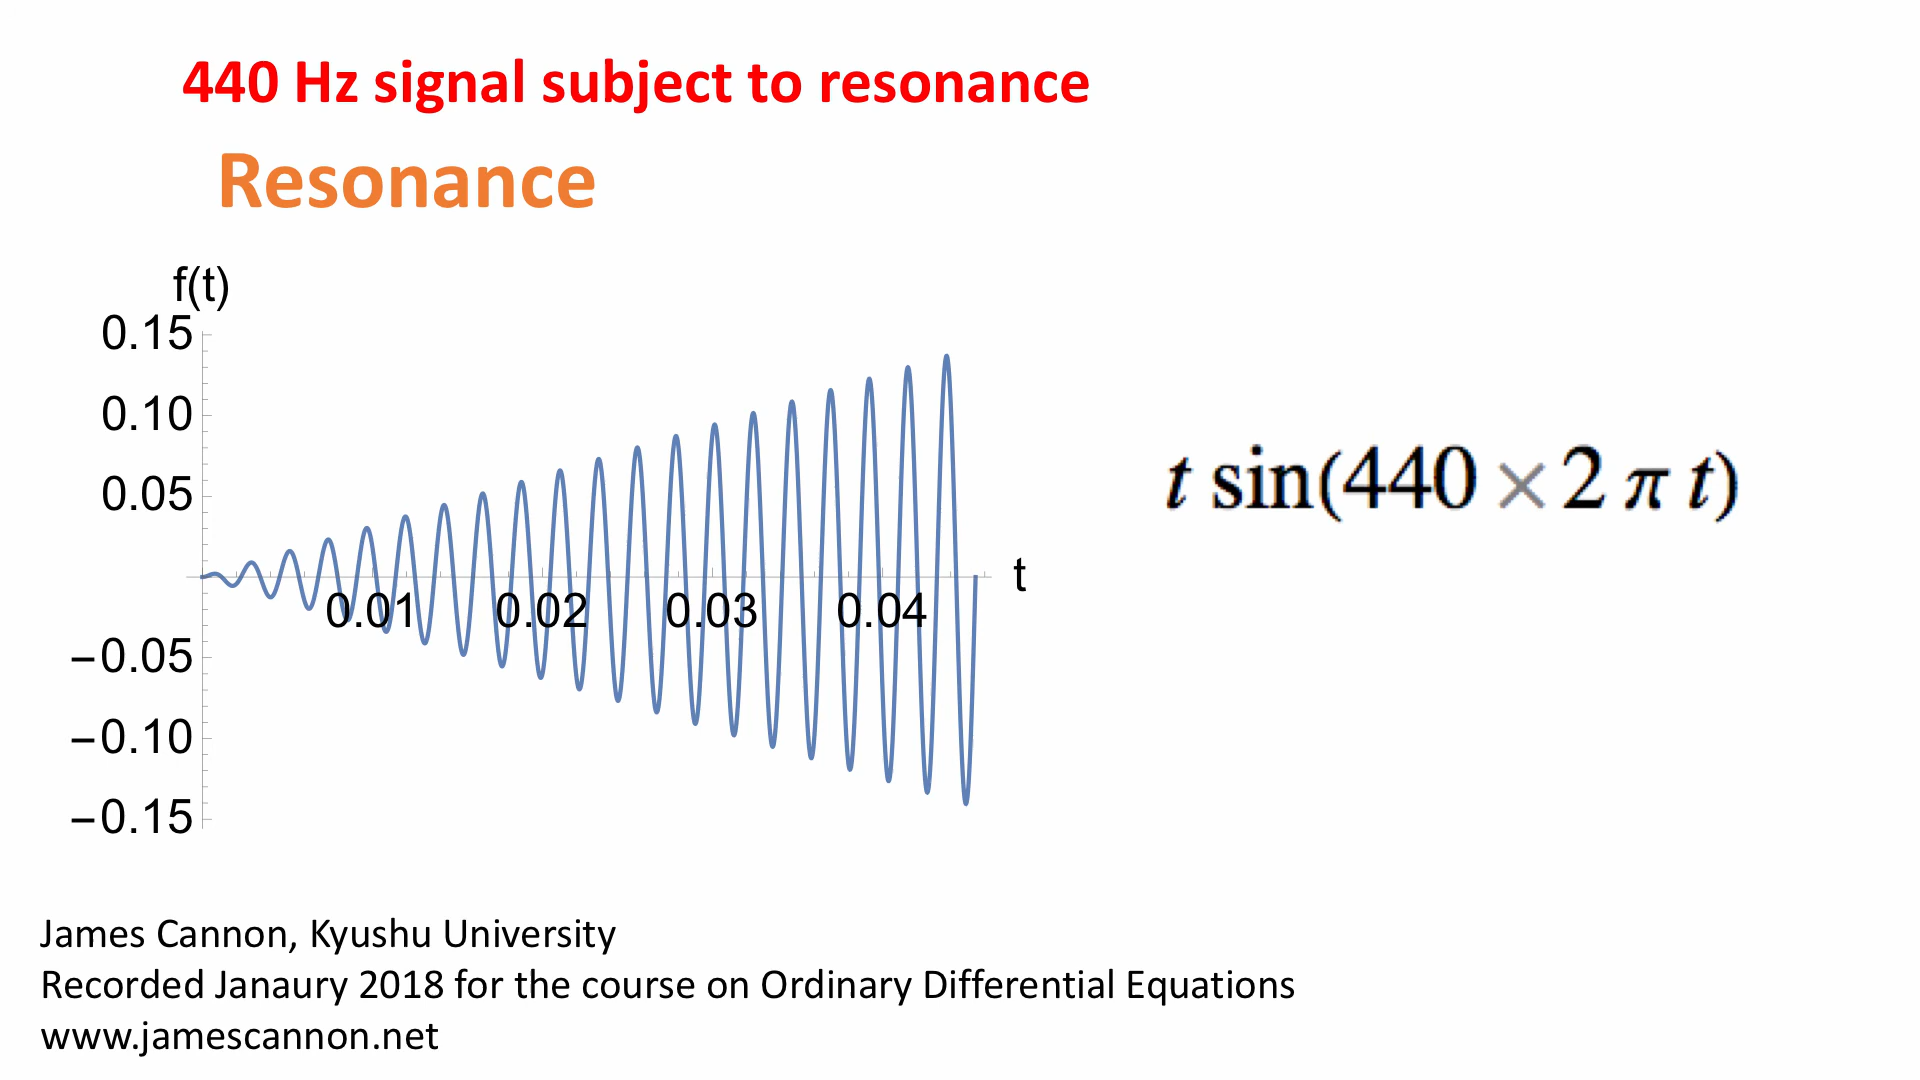 440 Hz signal subject to resonance
Resonance
f(t)
0.15
0.10
0.05
t sin(440 × 2 π t)
t
0.01 0.02 0.03 0.04
−0.05
−0.10
−0.15
James Cannon, Kyushu University
Recorded Janaury 2018 for the course on Ordinary Differential Equations
www.jamescannon.net